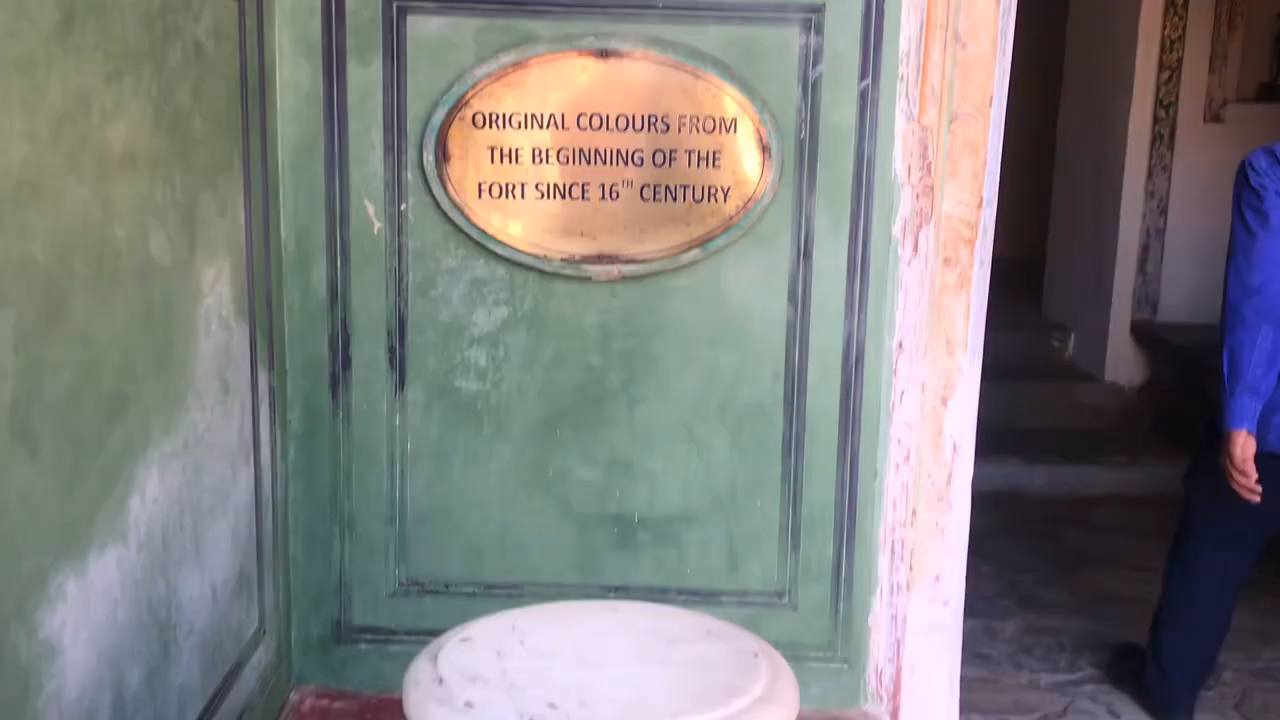 ORIGINAL COLOURS FROM
THE BEGINNING OF THE
FORT SINCE 16TH CENTURY